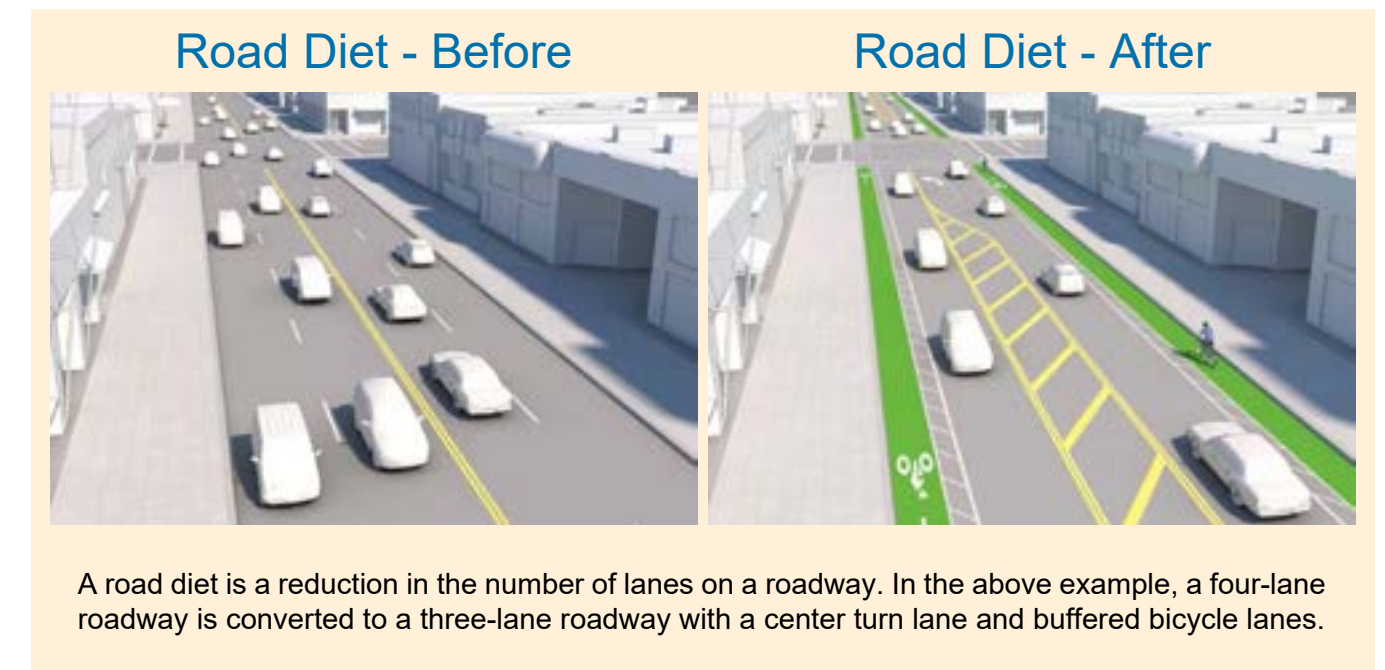 Road Diet - Before
Road Diet - After
A road diet is a reduction in the number of lanes on a roadway. In the above example, a four-lane
roadway is converted to a three-lane roadway with a center turn lane and buffered bicycle lanes.